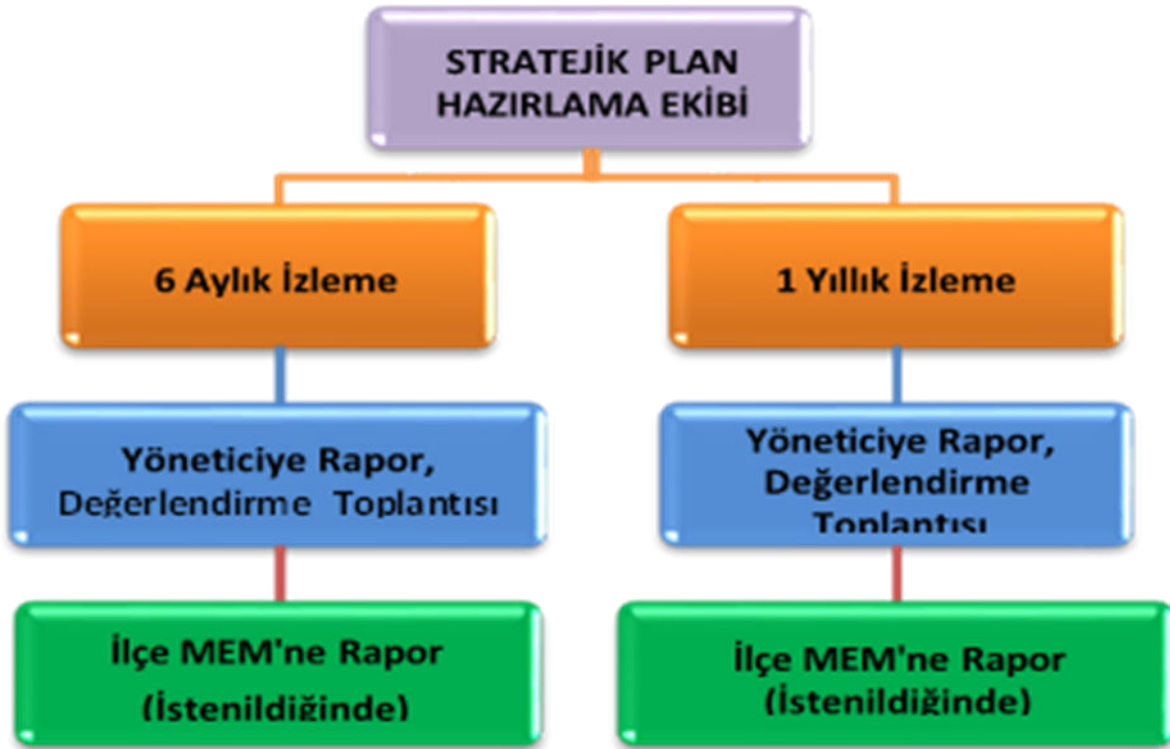 STRATEJİK PLAN
HAZIRLAMA EKİBİ
6 Aylık İzleme
1 Yıllık İzleme
Yöneticiye Rapor,
Değerlendirme Toplantısı
Yöneticiye Rapor,
Değerlendirme
Toplantısı
İlçe MEM'ne Rapor
(İstenildiğinde)
İlçe MEM'ne Rapor
(İstenildiğinde)